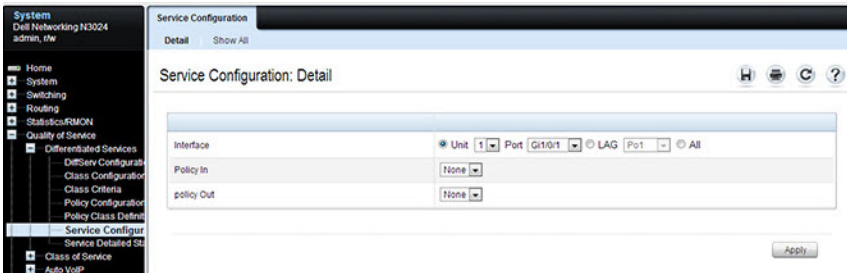 System
Dell Networking N3024
admin, r/w
Home
System
Switching
Routing
Statistics/RMON
Quality of Service
Differentiated Services
DiffServ Configurati
Class Configuration
Class Criteria
Policy Configuration
Policy Class Definit
Service Configur
Service Detailed Sta
Class of Service
Auto VoIP
Service Configuration
Detail Show All
Service Configuration: Detail
Interface Unit 1 Port Gi1/0/1 LAG Po1 All
Policy In None
policy Out None
Apply